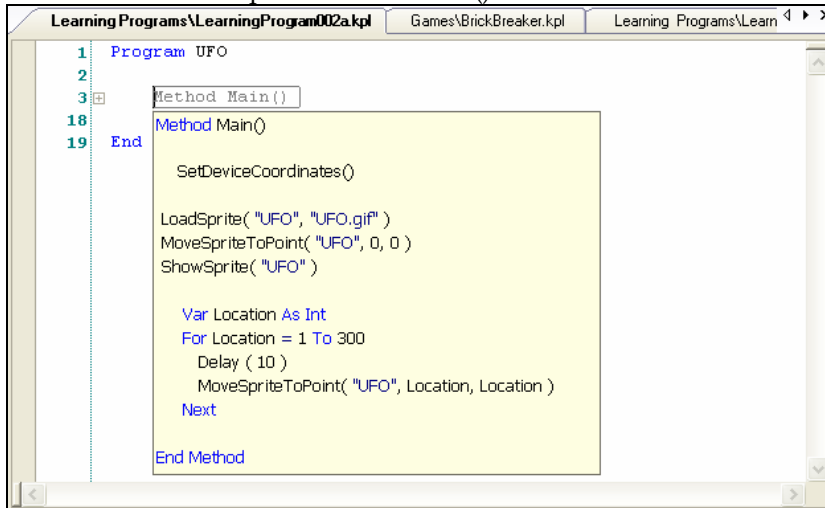 Learning Programs\LearningProgram002a.kpl Games\BrickBreaker.kpl Learning Programs\Learn
1 Program UFO
2
3 Method Main()
18
19 End
Method Main()
SetDeviceCoordinates()
LoadSprite( "UFO", "UFO.gif" )
MoveSpriteToPoint( "UFO", 0, 0 )
ShowSprite( "UFO" )
Var Location As Int
For Location = 1 To 300
Delay ( 10 )
MoveSpriteToPoint( "UFO", Location, Location )
Next
End Method